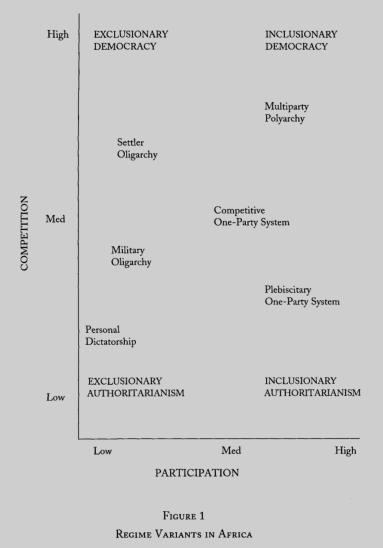 High
EXCLUSIONARY
DEMOCRACY
INCLUSIONARY
DEMOCRACY
Multiparty
Polyarchy
Settler
Oligarchy
COMPETITION
Med
Competitive
One-Party System
Military
Oligarchy
Plebiscitary
One-Party System
Personal
Dictatorship
Low
EXCLUSIONARY
AUTHORITARIANISM
INCLUSIONARY
AUTHORITARIANISM
Low Med High
PARTICIPATION
FIGURE 1
REGIME VARIANTS IN AFRICA